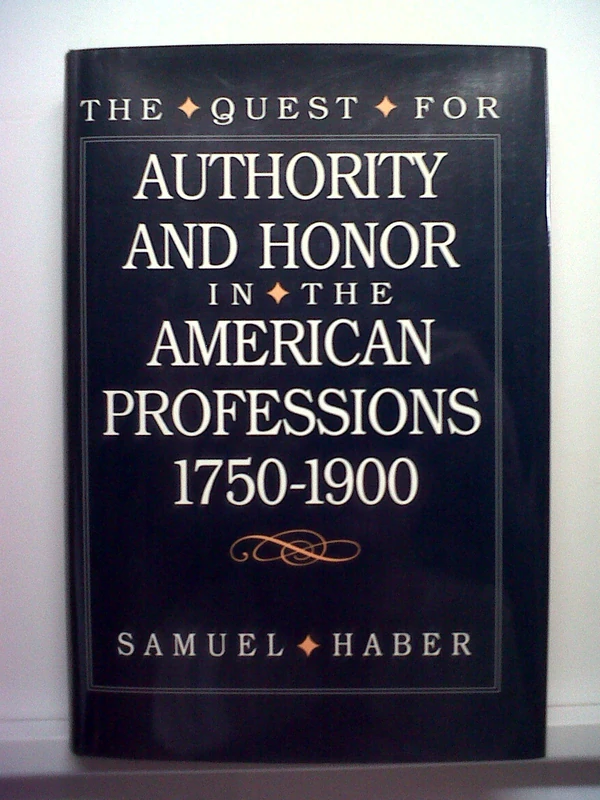 THE QUEST FOR
AUTHORITY
AND HONOR
IN THE
AMERICAN
PROFESSIONS
1750-1900
SAMUEL HABER